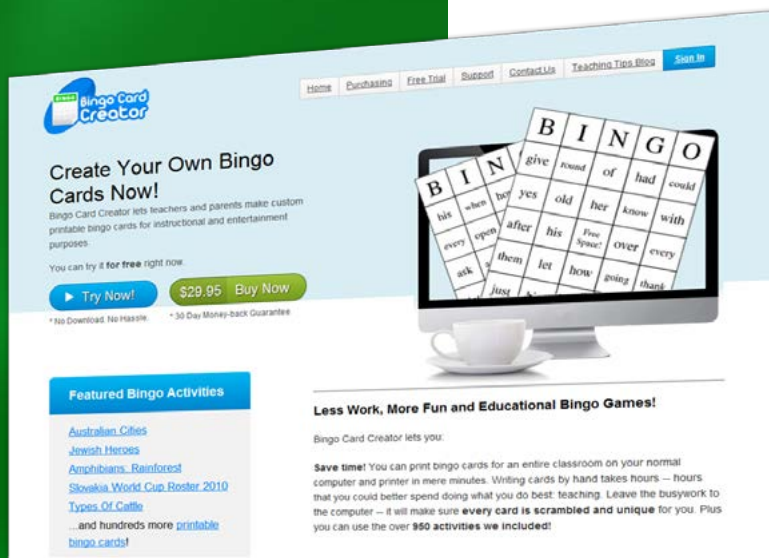 BINGO
Bingo Card
Creator
Home Purchasing Free Trial Support Contact Us Teaching Tips Blog Sign In
Create Your Own Bingo
Cards Now!
Bingo Card Creator lets teachers and parents make custom
printable bingo cards for instructional and entertainment
purposes.
You can try it for free right now.
Try Now! $29.95 Buy Now
* No Download. No Hassle. * 30-Day Money-back Guarantee
B I N
his when
every open
ask
B I N G O
give round of had could
yes old her know with
after his Free Space! over every
them let how going thank
just
Featured Bingo Activities
Australian Cities
Jewish Heroes
Amphibians: Rainforest
Slovakia World Cup Roster 2010
Types Of Cattle
...and hundreds more printable
bingo cards!
Less Work, More Fun and Educational Bingo Games!
Bingo Card Creator lets you:
Save time! You can print bingo cards for an entire classroom on your normal
computer and printer in mere minutes. Writing cards by hand takes hours -- hours
that you could better spend doing what you do best: teaching. Leave the busywork to
the computer -- it will make sure every card is scrambled and unique for you. Plus
you can use the over 950 activities we included!